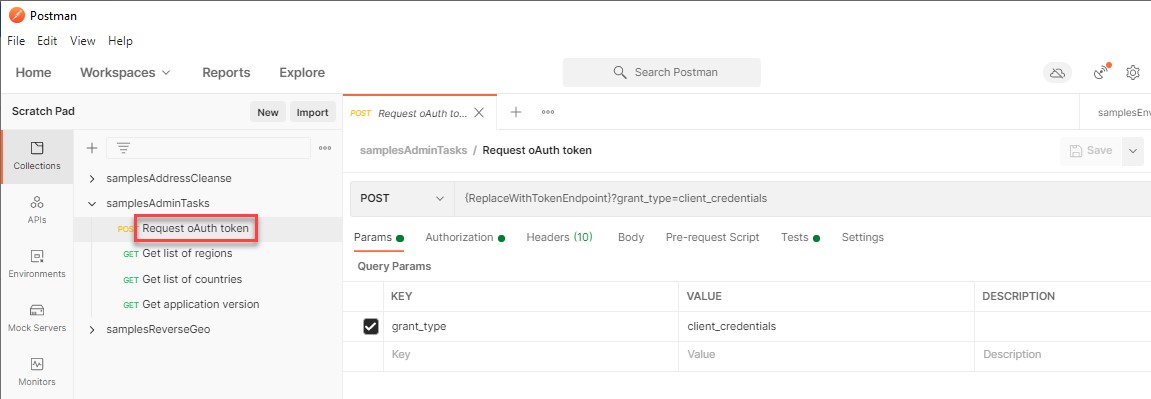 Postman
File Edit View Help
Home Workspaces Reports Explore Search Postman
Scratch Pad New Import
POST Request oAuth to... samplesEnv
Collections
APIs
Environments
Mock Servers
Monitors
samplesAddressCleanse
samplesAdminTasks
POST Request oAuth token
GET Get list of regions
GET Get list of countries
GET Get application version
samplesReverseGeo
samplesAdminTasks / Request oAuth token Save
POST {ReplaceWithTokenEndpoint}?grant_type=client_credentials
Params Authorization Headers (10) Body Pre-request Script Tests Settings
Query Params
KEY VALUE DESCRIPTION
grant_type client_credentials
Key Value Description